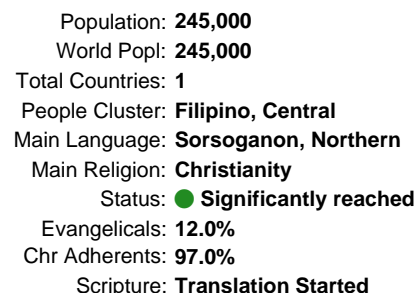 Population: 245,000
World Popl: 245,000
Total Countries: 1
People Cluster: Filipino, Central
Main Language: Sorsoganon, Northern
Main Religion: Christianity
Status: Significantly reached
Evangelicals: 12.0%
Chr Adherents: 97.0%
Scripture: Translation Started